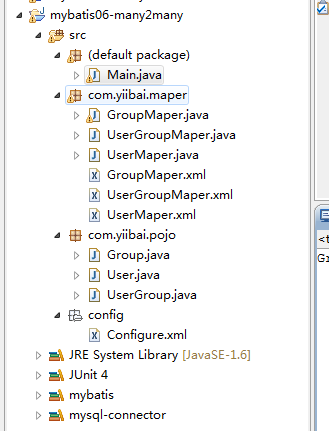 mybatis06-many2many
src
(default package)
Main.java
com.yiibai.maper
GroupMaper.java
UserGroupMaper.java
UserMaper.java
GroupMaper.xml
UserGroupMaper.xml
UserMaper.xml
com.yiibai.pojo
Group.java
User.java
UserGroup.java
config
Configure.xml
JRE System Library [JavaSE-1.6]
JUnit 4
mybatis
mysql-connector